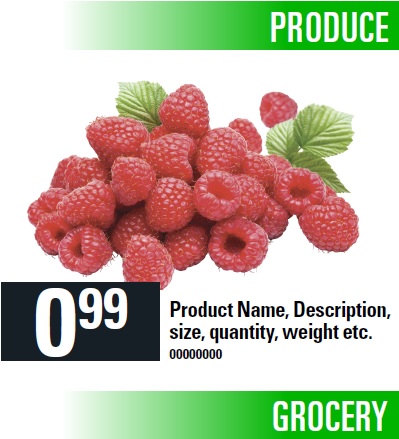 PRODUCE
0.99
Product Name, Description,
size, quantity, weight etc.
00000000
GROCERY